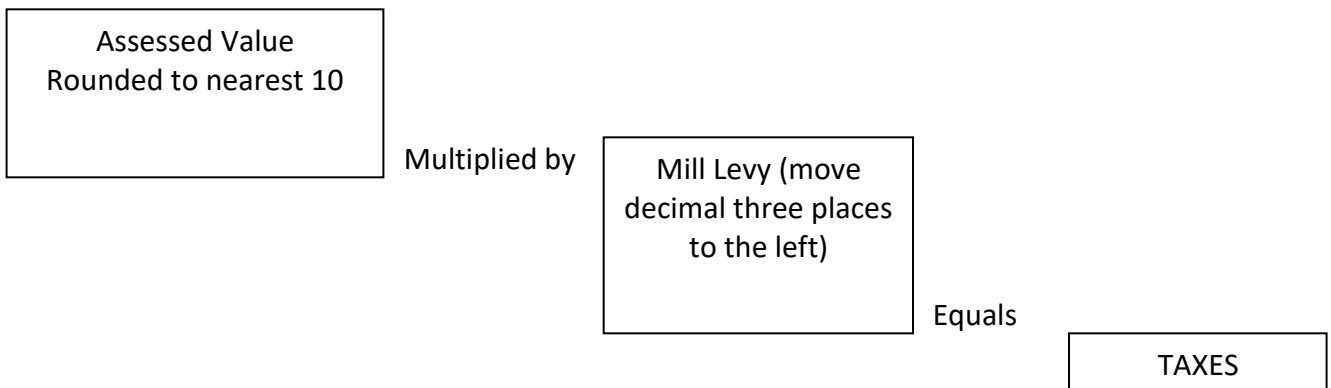 Assessed Value
Rounded to nearest 10
Multiplied by
Mill Levy (move
decimal three places
to the left)
Equals
TAXES